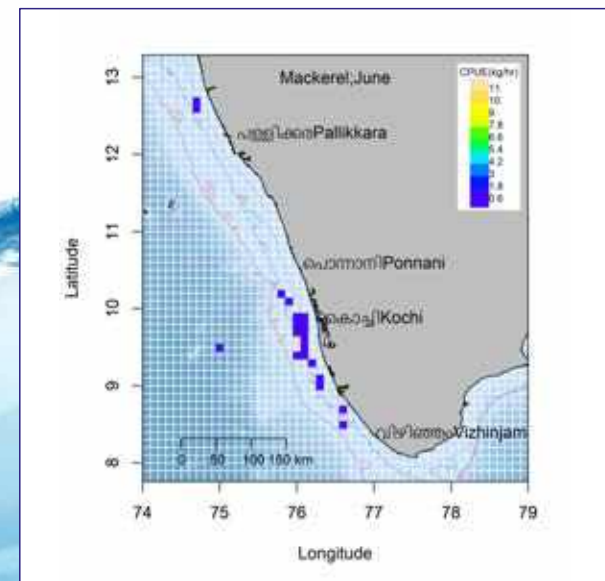 Mackerel,June
CPUE(kg/hr)
11
10
9
7.8
6.6
5.4
4.2
3
1.8
0.6
പള്ളിക്കരPallikkara
പൊന്നാനിPonnani
കൊച്ചിKochi
വിഴിഞ്ഞംVizhinjam
0 50 100 150 km
Latitude
13
12
11
10
9
8
74 75 76 77 78 79
Longitude